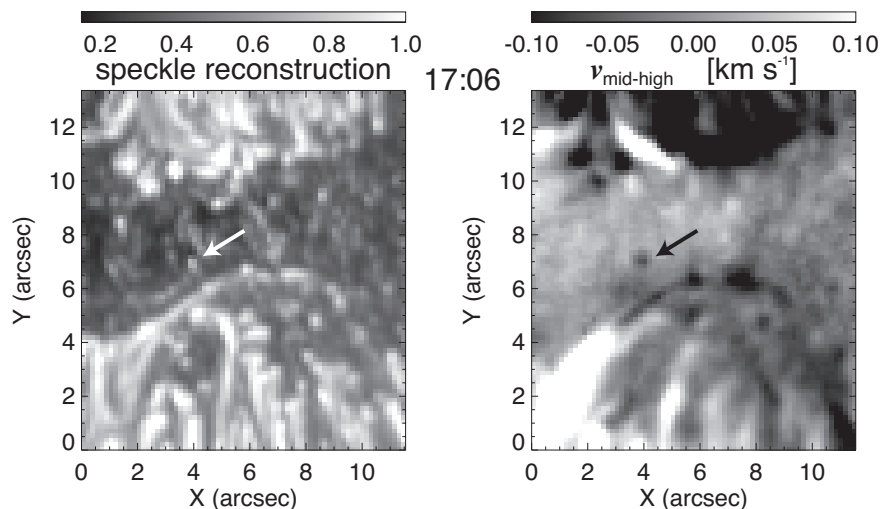 0.2 0.4 0.6 0.8 1.0
-0.10 -0.05 0.00 0.05 0.10
speckle reconstruction
17:06
vmid-high [km s-1]
12
10
8
6
4
2
0
Y (arcsec)
0 2 4 6 8 10
X (arcsec)
12
10
8
6
4
2
0
Y (arcsec)
0 2 4 6 8 10
X (arcsec)